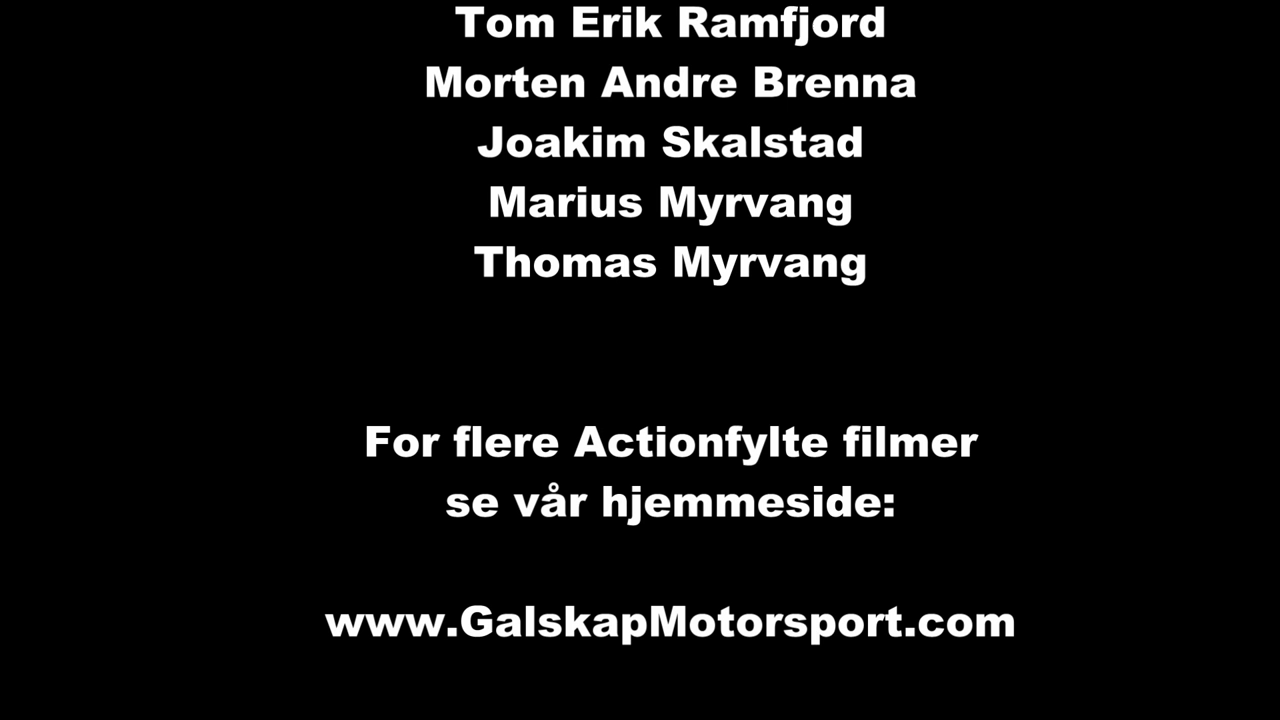 Tom Erik Ramfjord
Morten Andre Brenna
Joakim Skalstad
Marius Myrvang
Thomas Myrvang
For flere Actionfylte filmer
se vår hjemmeside:
www.GalskapMotorsport.com